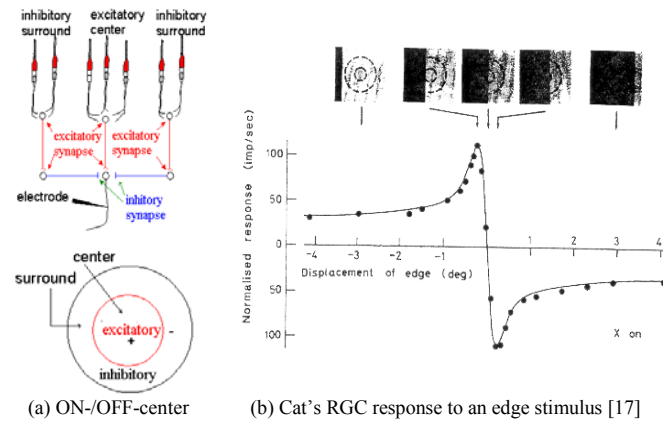 inhibitory surround
excitatory center
inhibitory surround
excitatory synapse
excitatory synapse
electrode
inhitory synapse
center
surround
excitatory
+
-
inhibitory
(a) ON-/OFF-center
Normalised response (imp/sec)
100
50
0
50
100
-4
-3
-2
-1
1
2
3
4
Displacement of edge (deg)
X on
(b) Cat's RGC response to an edge stimulus [17]